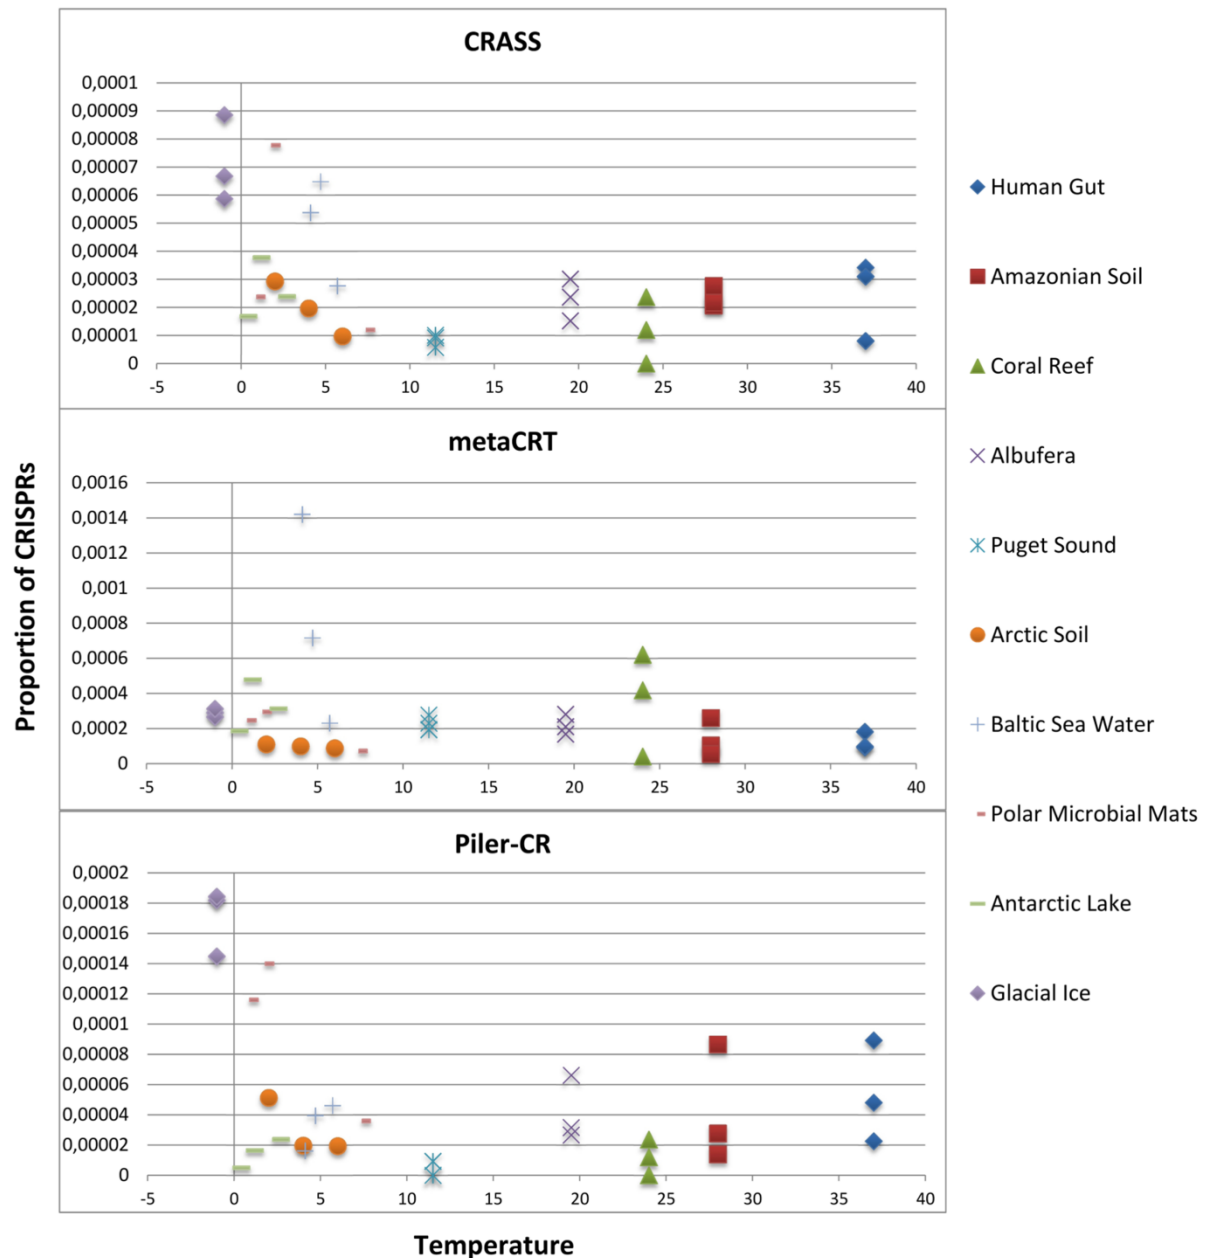 CRASS
0,0001
0,00009
0,00008
0,00007
0,00006
0,00005
0,00004
0,00003
0,00002
0,00001
0
-5 0 5 10 15 20 25 30 35 40
metaCRT
0,0016
0,0014
0,0012
0,001
0,0008
0,0006
0,0004
0,0002
0
-5 0 5 10 15 20 25 30 35 40
Piler-CR
0,0002
0,00018
0,00016
0,00014
0,00012
0,0001
0,00008
0,00006
0,00004
0,00002
0
-5 0 5 10 15 20 25 30 35 40
Proportion of CRISPRs
Temperature
Human Gut
Amazonian Soil
Coral Reef
Albufera
Puget Sound
Arctic Soil
Baltic Sea Water
Polar Microbial Mats
Antarctic Lake
Glacial Ice